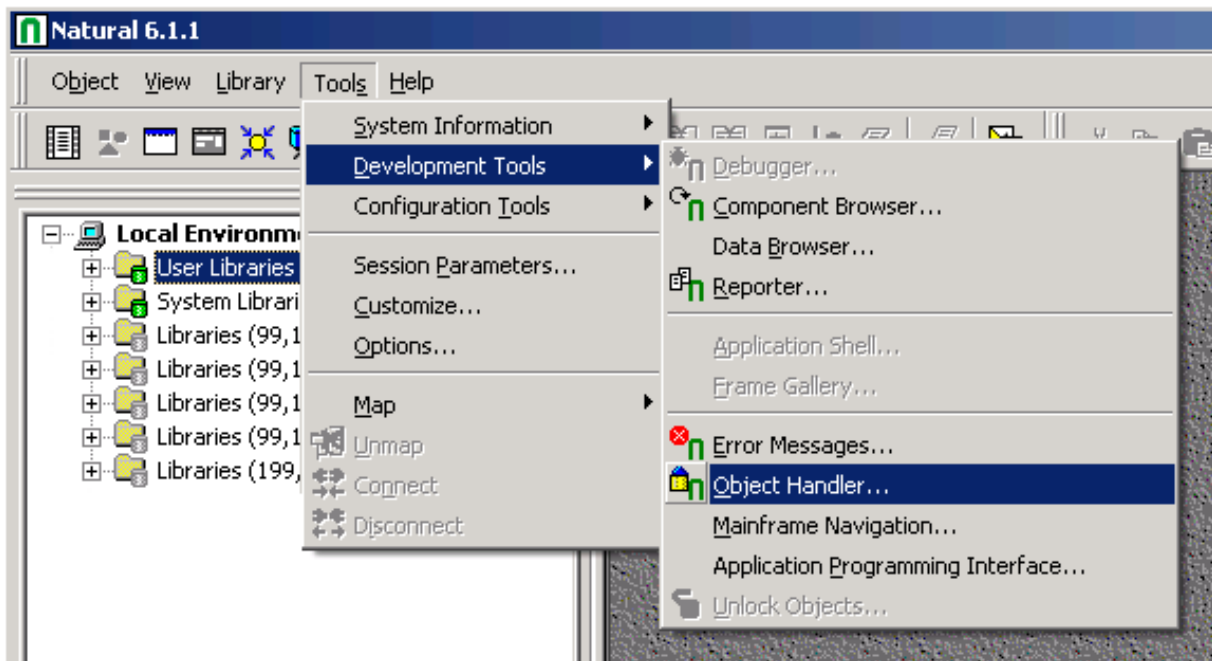 Natural 6.1.1
Object View Library Tools Help
System Information
Development Tools
Configuration Tools
Session Parameters...
Customize...
Options...
Map
Unmap
Connect
Disconnect
Debugger...
Component Browser...
Data Browser...
Reporter...
Application Shell...
Frame Gallery...
Error Messages...
Object Handler...
Mainframe Navigation...
Application Programming Interface...
Unlock Objects...
Local Environm
User Libraries
System Librari
Libraries (99,1
Libraries (99,1
Libraries (99,1
Libraries (99,1
Libraries (199,